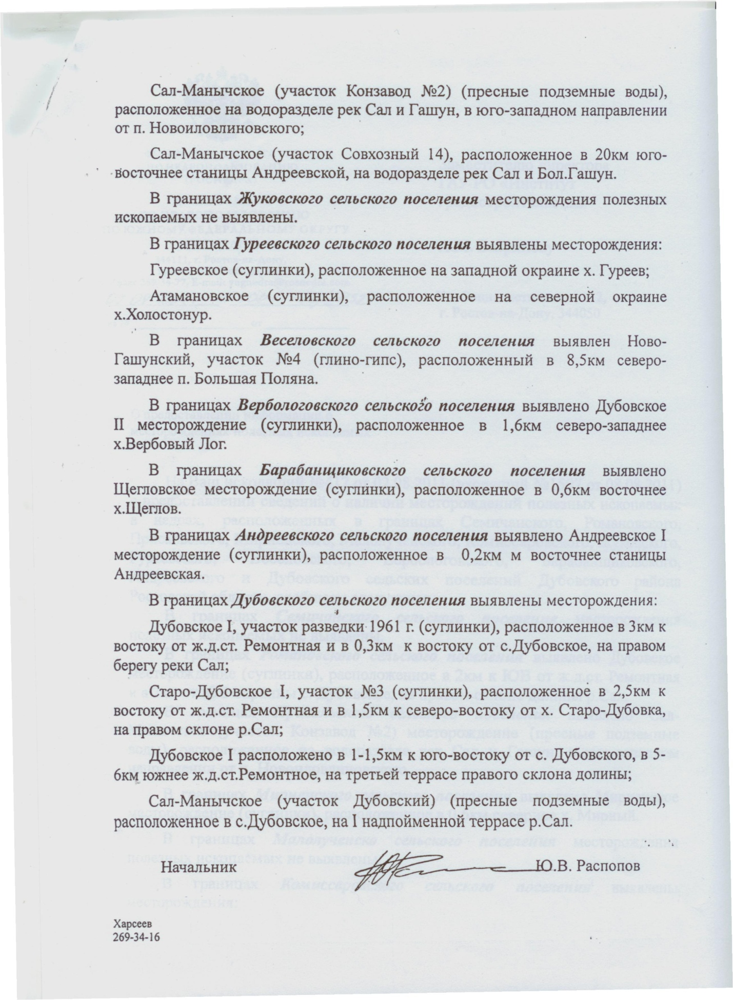 Сал-Манычское (участок Конзавод №2) (пресные подземные воды),
расположенное на водоразделе рек Сал и Гашун, в юго-западном направлении
от п. Новоиловлиновского;
Сал-Манычское (участок Совхозный 14), расположенное в 20км юго-
восточнее станицы Андреевской, на водоразделе рек Сал и Бол.Гашун.
В границах Жуковского сельского поселения месторождения полезных
ископаемых не выявлены.
В границах Гуреевского сельского поселения выявлены месторождения:
Гуреевское (суглинки), расположенное на западной окраине х. Гуреев;
Атамановское (суглинки), расположенное на северной окраине
х.Холостонур.
В границах Веселовского сельского поселения выявлен Ново-
Гашунский, участок №4 (глино-гипс), расположенный в 8,5км северо-
западнее п. Большая Поляна.
В границах Вербологовского сельского поселения выявлено Дубовское
II месторождение (суглинки), расположенное в 1,6км северо-западнее
х.Вербовый Лог.
В границах Барабанщиковского сельского поселения выявлено
Щегловское месторождение (суглинки), расположенное в 0,6км восточнее
х.Щеглов.
В границах Андреевского сельского поселения выявлено Андреевское I
месторождение (суглинки), расположенное в 0,2км м восточнее станицы
Андреевская.
В границах Дубовского сельского поселения выявлены месторождения:
Дубовское I, участок разведки 1961 г. (суглинки), расположенное в 3км к
востоку от ж.д.ст. Ремонтная и в 0,3км к востоку от с.Дубовское, на правом
берегу реки Сал;
Старо-Дубовское I, участок №3 (суглинки), расположенное в 2,5км к
востоку от ж.д.ст. Ремонтная и в 1,5км к северо-востоку от х. Старо-Дубовка,
на правом склоне р.Сал;
Дубовское I расположено в 1-1,5км к юго-востоку от с. Дубовского, в 5-
6км южнее ж.д.ст.Ремонтное, на третьей террасе правого склона долины;
Сал-Манычское (участок Дубовский) (пресные подземные воды),
расположенное в с.Дубовское, на I надпойменной террасе р.Сал.
Начальник Ю.В. Распопов
Харсеев
269-34-16